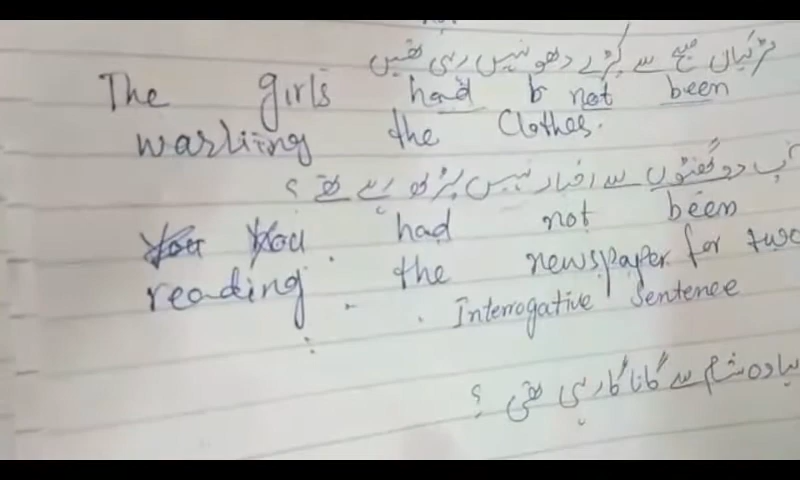 لڑکیاں صبح سے کپڑے دھو نہیں رہی تھیں
The girls had b not been
warliing the Clothes.
آپ دو گھنٹوں سے اخبار نہیں پڑھ رہے تھے ؟
You You had not been
reading the newspaper for two
Interrogative Sentence
کیا وہ شام سے گانا گا رہی تھی ؟